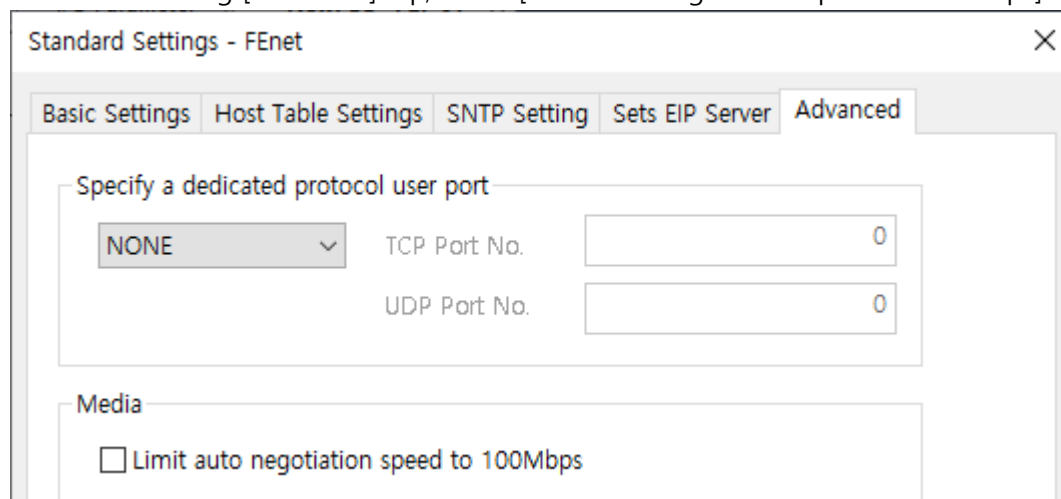 Standard Settings - FEnet
Basic Settings Host Table Settings SNTP Setting Sets EIP Server Advanced
Specify a dedicated protocol user port
NONE TCP Port No. 0
UDP Port No. 0
Media
Limit auto negotiation speed to 100Mbps